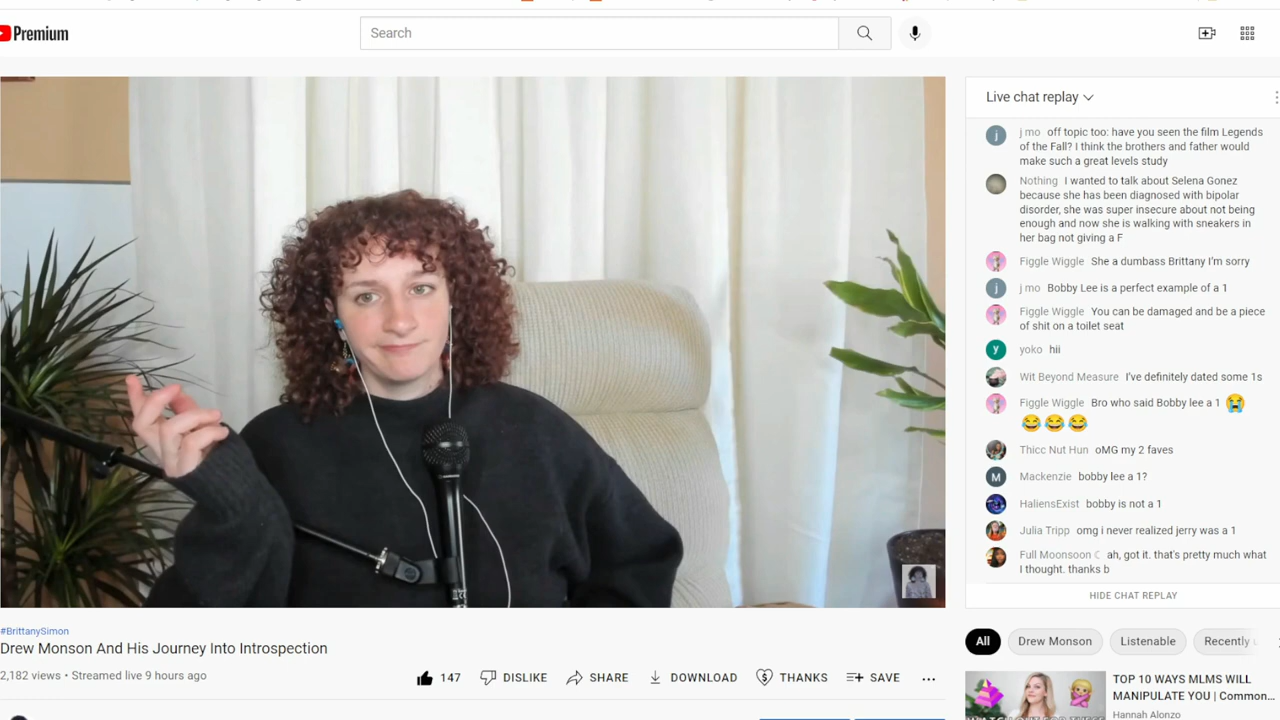 Premium
Search
Live chat replay
j mo off topic too: have you seen the film Legends
of the Fall? I think the brothers and father would
make such a great levels study
Nothing I wanted to talk about Selena Gonez
because she has been diagnosed with bipolar
disorder, she was super insecure about not being
enough and now she is walking with sneakers in
her bag not giving a F
Figgle Wiggle She a dumbass Brittany I'm sorry
j mo Bobby Lee is a perfect example of a 1
Figgle Wiggle You can be damaged and be a piece
of shit on a toilet seat
yoko hii
Wit Beyond Measure I've definitely dated some 1s
Figgle Wiggle Bro who said Bobby lee a 1 😭
😂😂😂
Thicc Nut Hun oMG my 2 faves
Mackenzie bobby lee a 1?
HaliensExist bobby is not a 1
Julia Tripp omg i never realized jerry was a 1
Full Moonsoon ☾ ah, got it. that's pretty much what
I thought. thanks b
HIDE CHAT REPLAY
#BrittanySimon
Drew Monson And His Journey Into Introspection
2,182 views • Streamed live 9 hours ago
147 DISLIKE SHARE DOWNLOAD THANKS SAVE
All Drew Monson Listenable Recently
TOP 10 WAYS MLMS WILL
MANIPULATE YOU | Common...
Hannah Alonzo